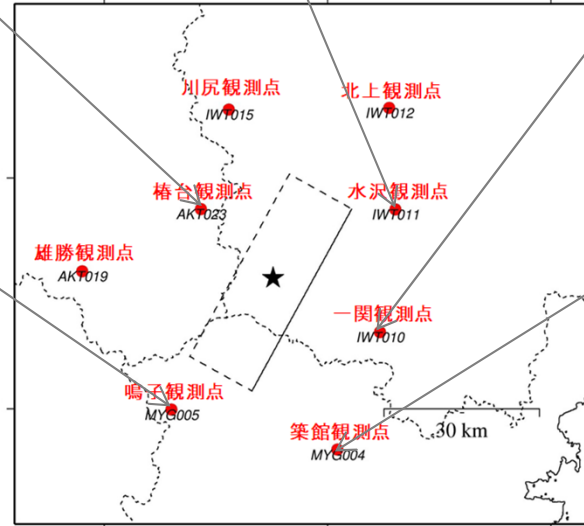 川尻観測点
IWT015
北上観測点
IWT012
椿台観測点
AKT023
水沢観測点
IWT011
雄勝観測点
AKT019
一関観測点
IWT010
鳴子観測点
MYG005
30 km
築館観測点
MYG004